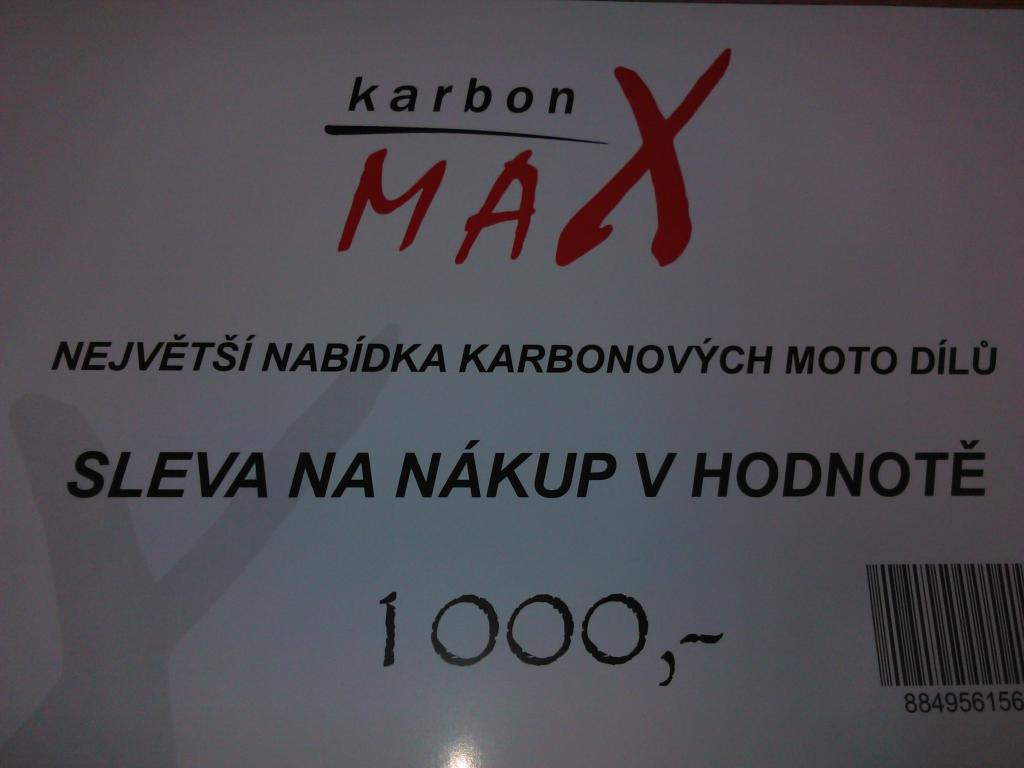 karbon
MAX
NEJVĚTŠÍ NABÍDKA KARBONOVÝCH MOTO DÍLŮ
SLEVA NA NÁKUP V HODNOTĚ
1000,-
884956156